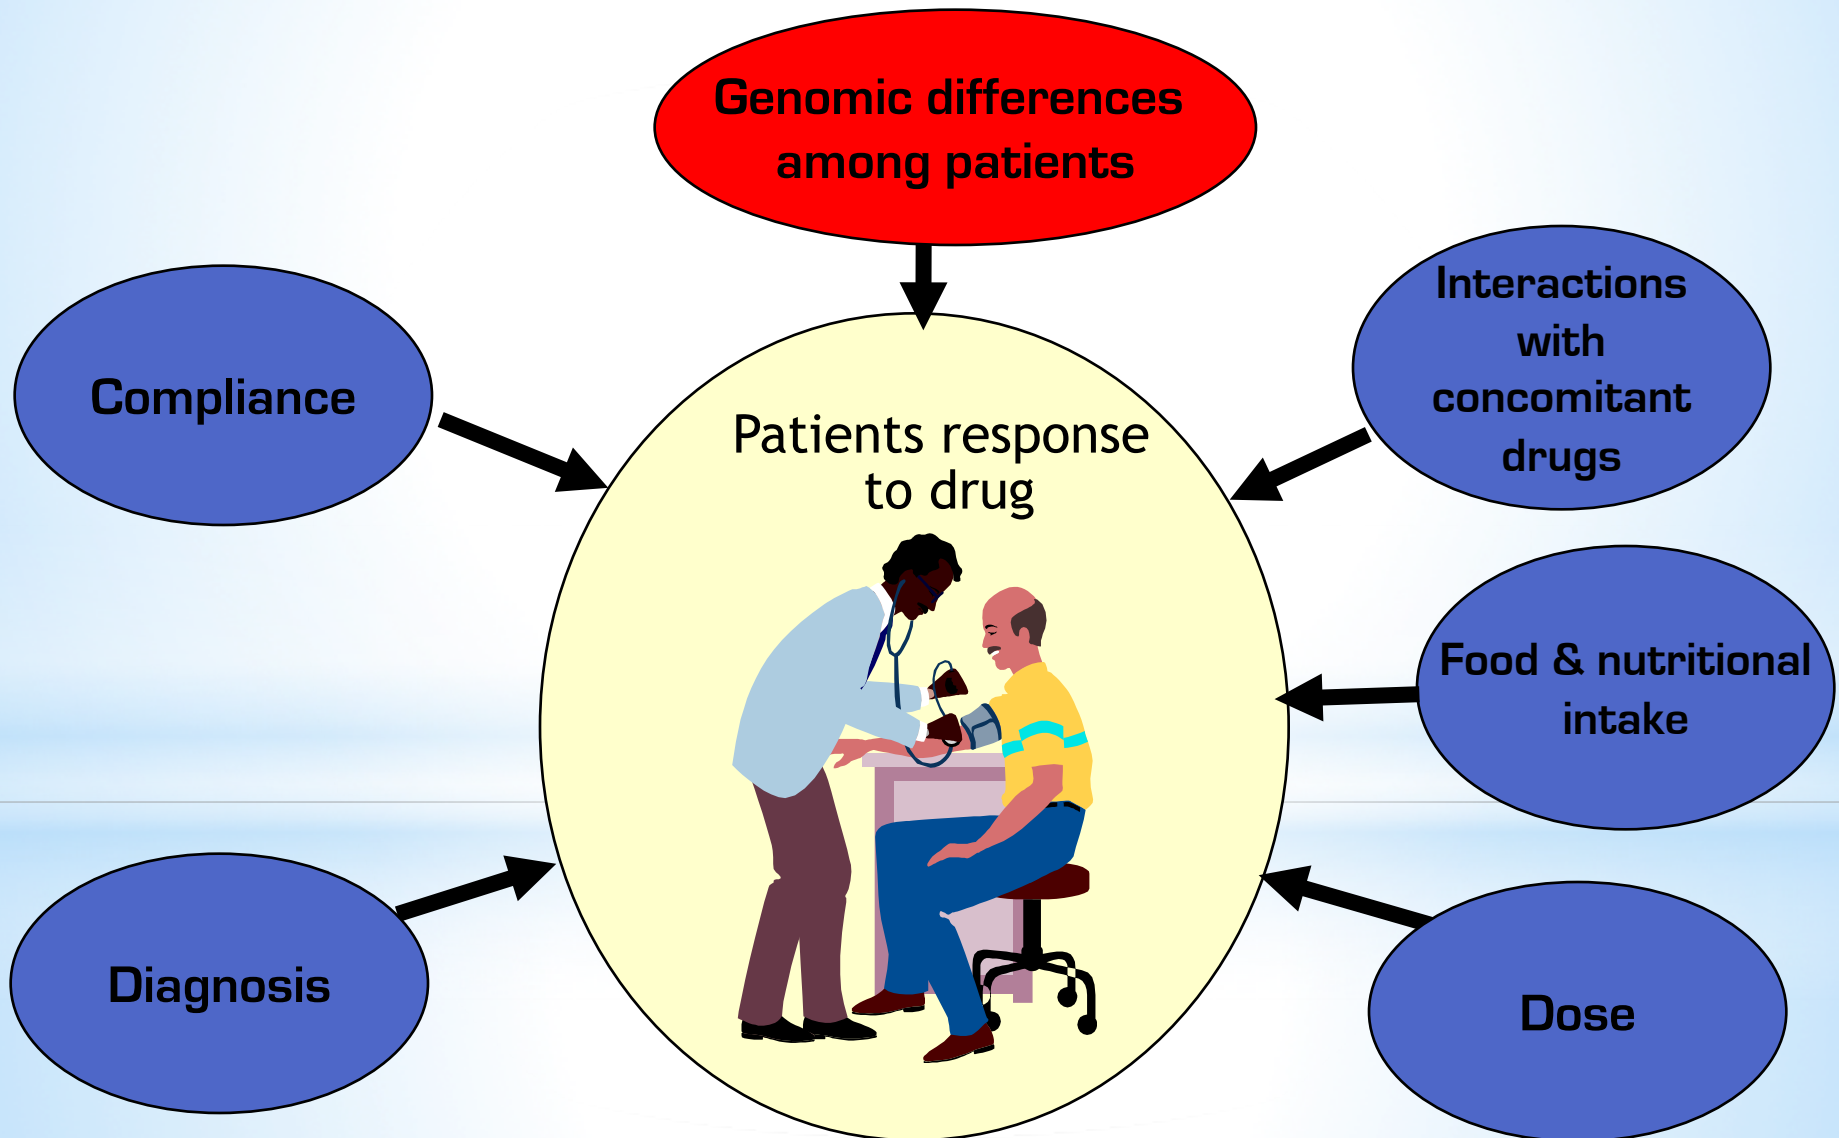 Genomic differences
among patients
Compliance
Interactions
with
concomitant
drugs
Patients response
to drug
Food & nutritional
intake
Diagnosis
Dose